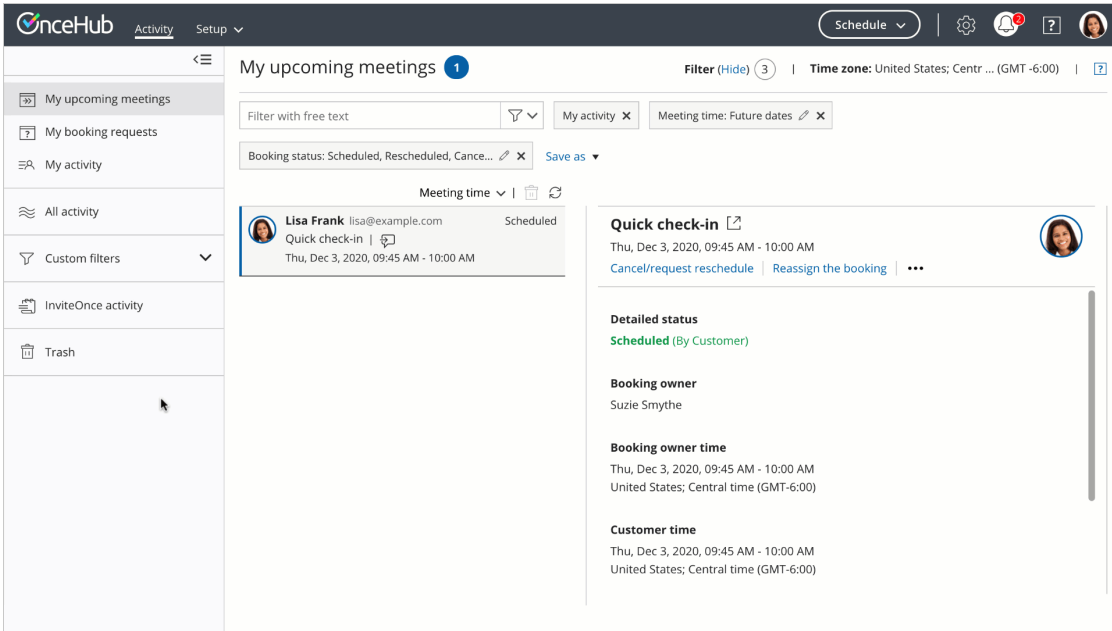 OnceHub
Activity
Setup
Schedule
2
?
My upcoming meetings
My booking requests
My activity
All activity
Custom filters
InviteOnce activity
Trash
My upcoming meetings 1
Filter (Hide) 3 | Time zone: United States; Centr ... (GMT -6:00) | ?
Filter with free text
My activity
Meeting time: Future dates
Booking status: Scheduled, Rescheduled, Cance...
Save as
Meeting time |
Lisa Frank lisa@example.com Scheduled
Quick check-in |
Thu, Dec 3, 2020, 09:45 AM - 10:00 AM
Quick check-in
Thu, Dec 3, 2020, 09:45 AM - 10:00 AM
Cancel/request reschedule | Reassign the booking | •••
Detailed status
Scheduled (By Customer)
Booking owner
Suzie Smythe
Booking owner time
Thu, Dec 3, 2020, 09:45 AM - 10:00 AM
United States; Central time (GMT-6:00)
Customer time
Thu, Dec 3, 2020, 09:45 AM - 10:00 AM
United States; Central time (GMT-6:00)